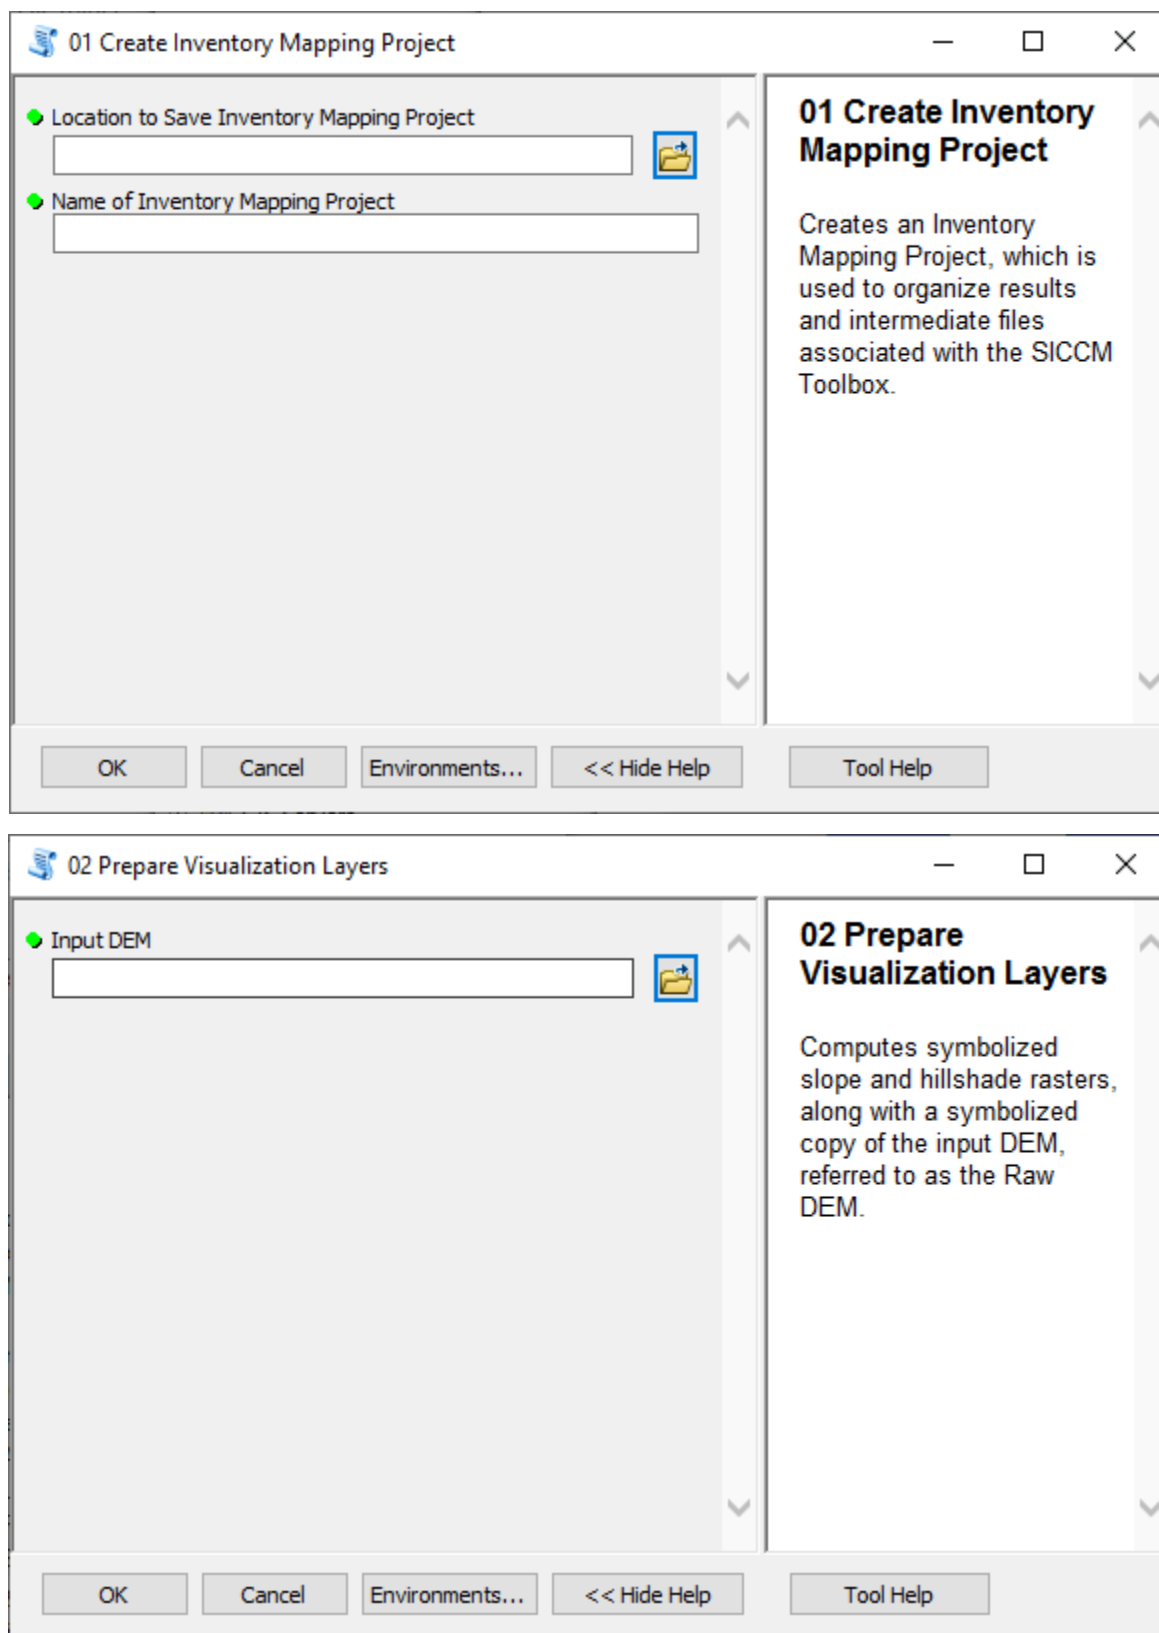 01 Create Inventory Mapping Project
Location to Save Inventory Mapping Project
Name of Inventory Mapping Project
01 Create Inventory
Mapping Project
Creates an Inventory
Mapping Project, which is
used to organize results
and intermediate files
associated with the SICCM
Toolbox.
OK
Cancel
Environments...
<< Hide Help
Tool Help
02 Prepare Visualization Layers
Input DEM
02 Prepare
Visualization Layers
Computes symbolized
slope and hillshade rasters,
along with a symbolized
copy of the input DEM,
referred to as the Raw
DEM.
OK
Cancel
Environments...
<< Hide Help
Tool Help